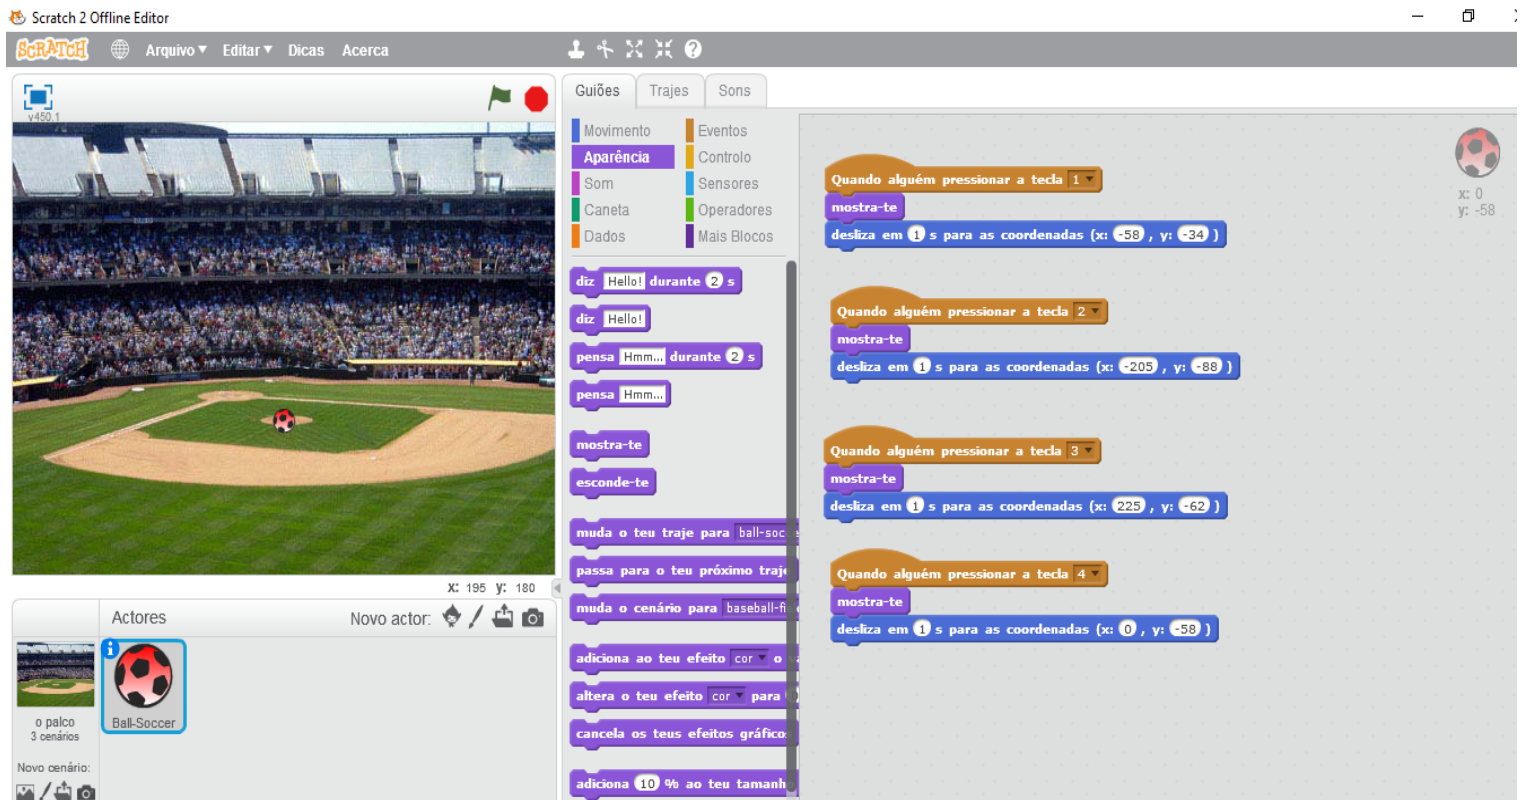 Scratch 2 Offline Editor
SCRATCH Arquivo Editar Dicas Acerca
v450.1
X: 195 y: 180
Actores Novo actor:
o palco
3 cenários
Novo cenário:
Ball-Soccer
Guiões Trajes Sons
Movimento Eventos
Aparência Controlo
Som Sensores
Caneta Operadores
Dados Mais Blocos
diz Hello! durante 2 s
diz Hello!
pensa Hmm... durante 2 s
pensa Hmm...
mostra-te
esconde-te
muda o teu traje para ball-socce
passa para o teu próximo traje
muda o cenário para baseball-fi
adiciona ao teu efeito cor o v
altera o teu efeito cor para
cancela os teus efeitos gráficos
adiciona 10 % ao teu tamanho
Quando alguém pressionar a tecla 1
mostra-te
desliza em 1 s para as coordenadas (x: -58 , y: -34 )
Quando alguém pressionar a tecla 2
mostra-te
desliza em 1 s para as coordenadas (x: -205 , y: -88 )
Quando alguém pressionar a tecla 3
mostra-te
desliza em 1 s para as coordenadas (x: 225 , y: -62 )
Quando alguém pressionar a tecla 4
mostra-te
desliza em 1 s para as coordenadas (x: 0 , y: -58 )
x: 0
y: -58